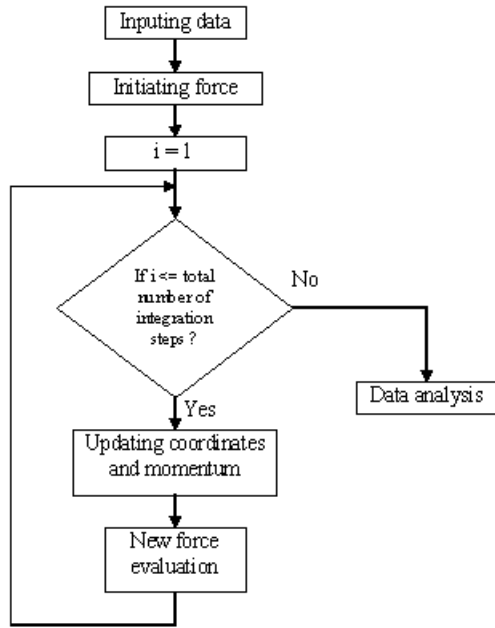 Inputing data
Initiating force
i = 1
If i <= total
number of
integration
steps ?
No
Data analysis
Yes
Updating coordinates
and momentum
New force
evaluation